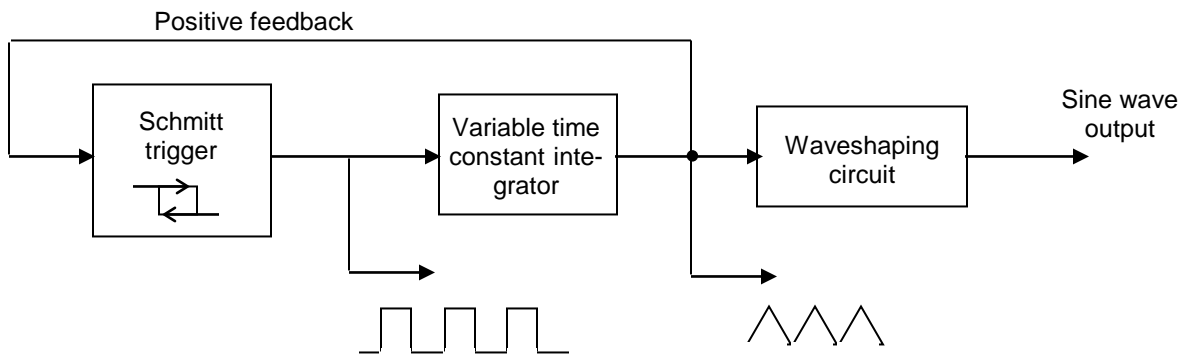 Positive feedback
Schmitt
trigger
Variable time
constant inte-
grator
Waveshaping
circuit
Sine wave
output